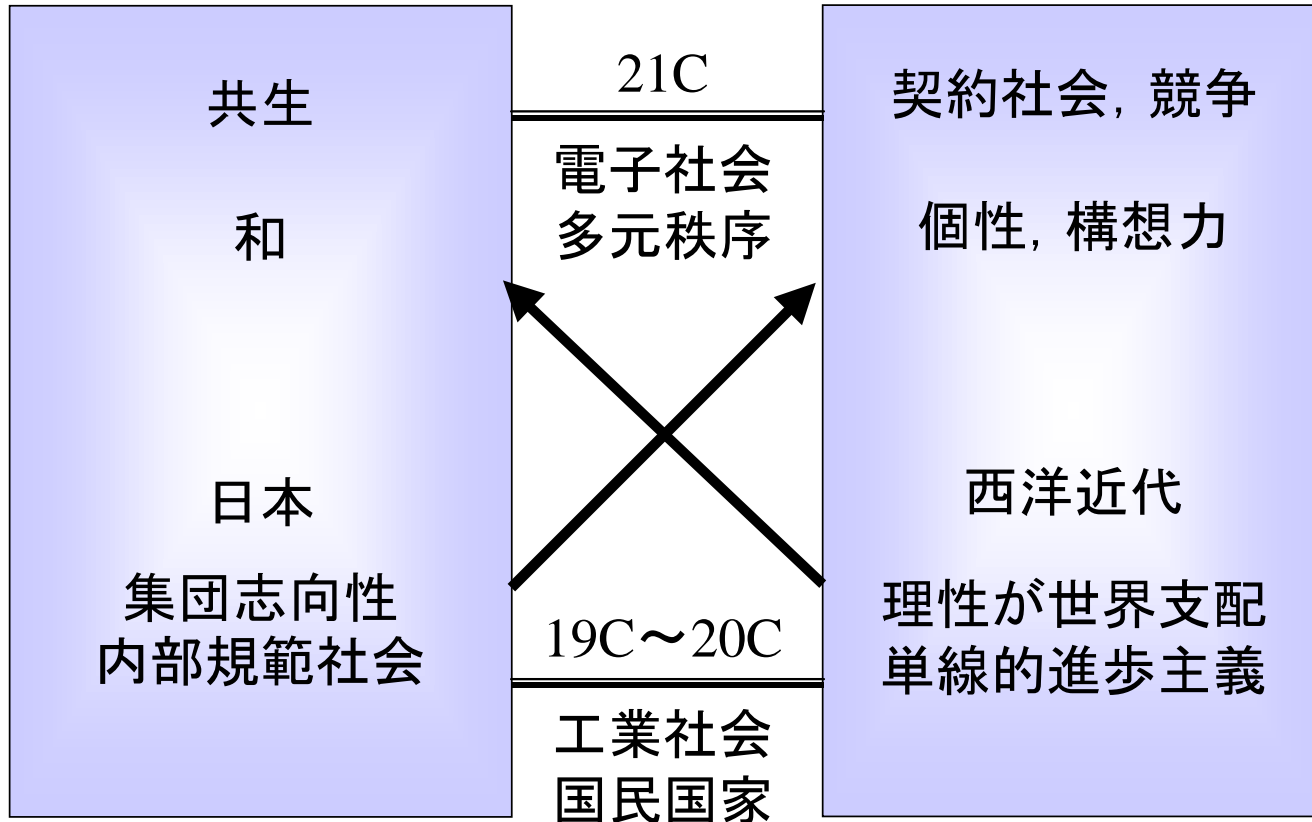 共生
和
日本
集団志向性
内部規範社会
21C
電子社会
多元秩序
19C～20C
工業社会
国民国家
契約社会, 競争
個性, 構想力
西洋近代
理性が世界支配
単線的進歩主義